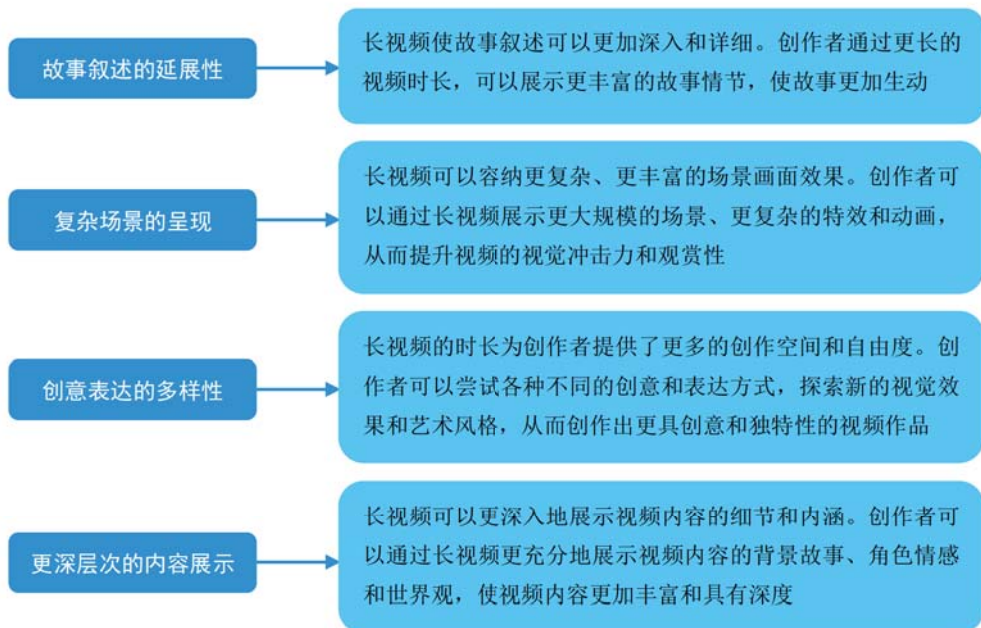 故事叙述的延展性
长视频使故事叙述可以更加深入和详细。创作者通过更长的
视频时长，可以展示更丰富的故事情节，使故事更加生动
复杂场景的呈现
长视频可以容纳更复杂、更丰富的场景画面效果。创作者可
以通过长视频展示更大规模的场景、更复杂的特效和动画，
从而提升视频的视觉冲击力和观赏性
创意表达的多样性
长视频的时长为创作者提供了更多的创作空间和自由度。创
作者可以尝试各种不同的创意和表达方式，探索新的视觉效
果和艺术风格，从而创作出更具创意和独特性的视频作品
更深层次的内容展示
长视频可以更深入地展示视频内容的细节和内涵。创作者可
以通过长视频更充分地展示视频内容的背景故事、角色情感
和世界观，使视频内容更加丰富和具有深度